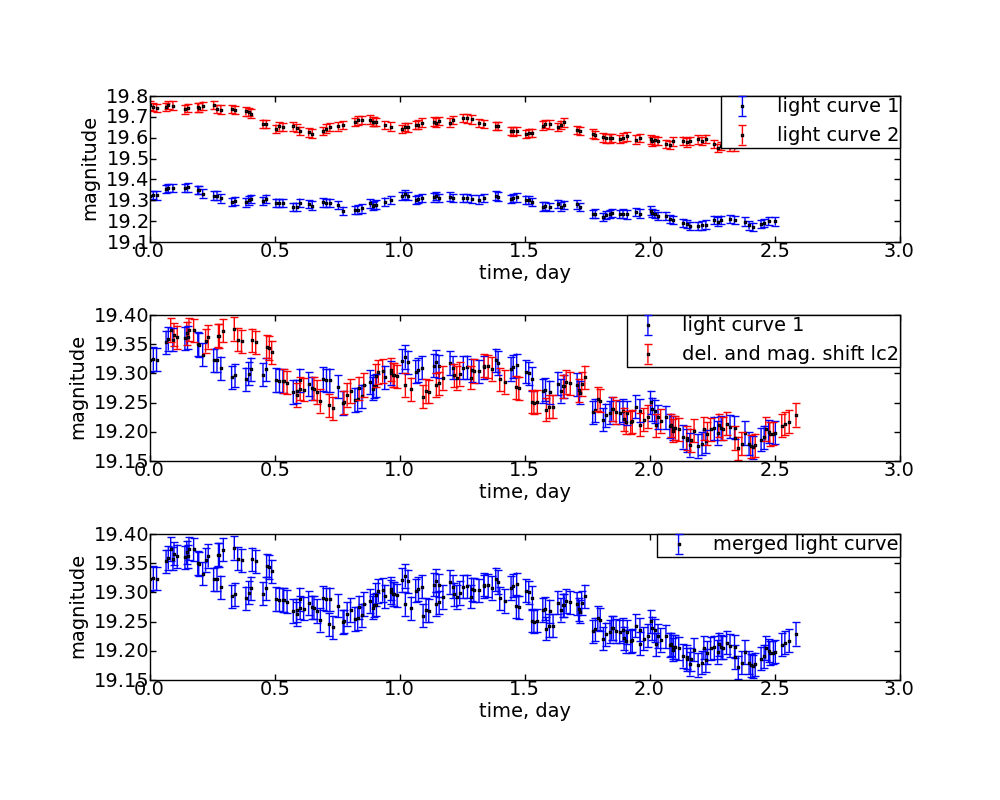 19.8
19.7
19.6
19.5
19.4
19.3
19.2
19.1
magnitude
light curve 1
light curve 2
0.0 0.5 1.0 1.5 2.0 2.5 3.0
time, day
19.40
19.35
19.30
19.25
19.20
19.15
magnitude
light curve 1
del. and mag. shift lc2
0.0 0.5 1.0 1.5 2.0 2.5 3.0
time, day
19.40
19.35
19.30
19.25
19.20
19.15
magnitude
merged light curve
0.0 0.5 1.0 1.5 2.0 2.5 3.0
time, day